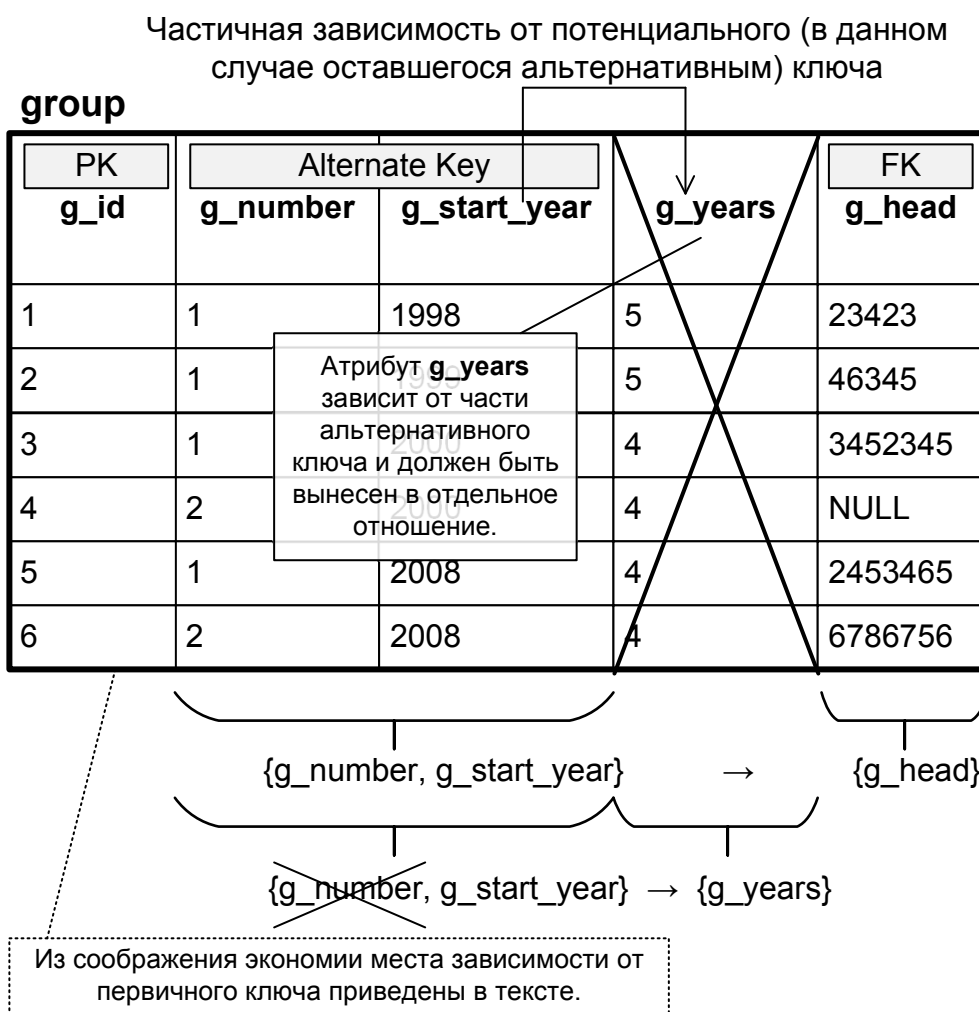 Частичная зависимость от потенциального (в данном
случае оставшегося альтернативным) ключа
group
PK Alternate Key FK
g_id g_number g_start_year g_years g_head
1 1 1998 5 23423
2 1 1999 5 46345
3 1 2000 4 3452345
4 2 2000 4 NULL
5 1 2008 4 2453465
6 2 2008 4 6786756
Атрибут g_years
зависит от части
альтернативного
ключа и должен быть
вынесен в отдельное
отношение.
{g_number, g_start_year} → {g_head}
{g_number, g_start_year} → {g_years}
Из соображения экономии места зависимости от
первичного ключа приведены в тексте.